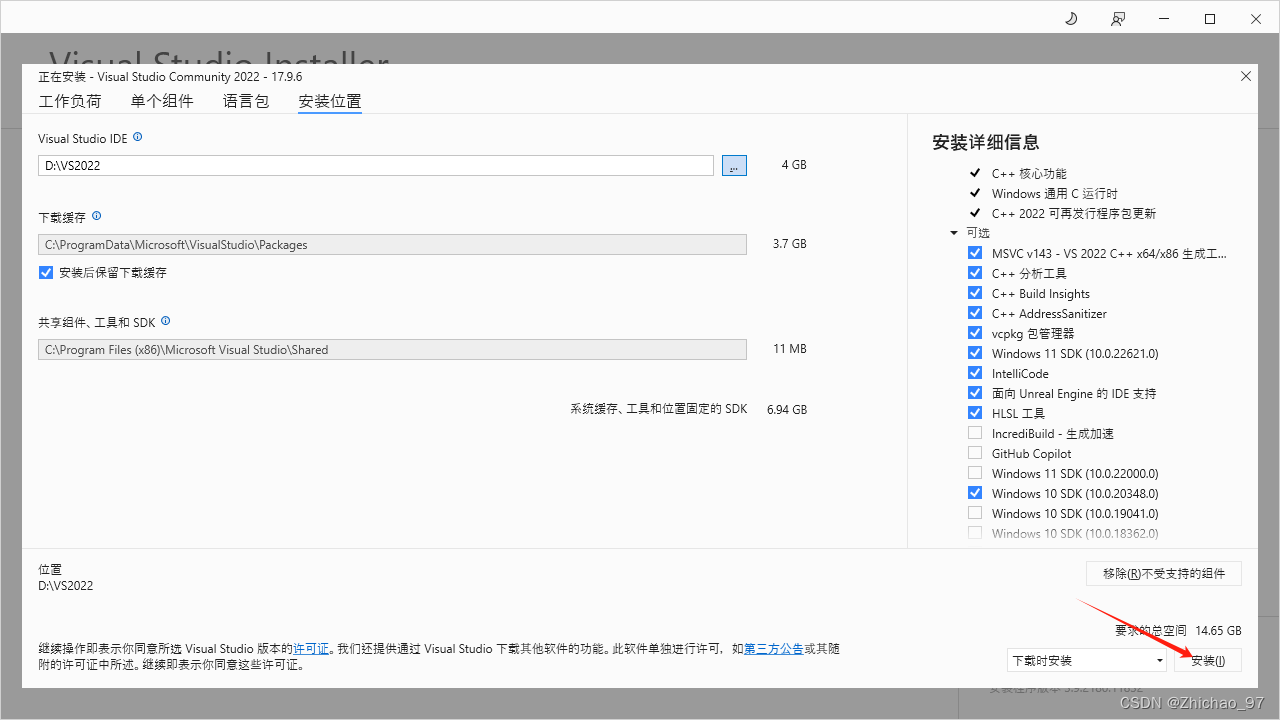 Visual Studio Installer
正在安装 - Visual Studio Community 2022 - 17.9.6
工作负荷 单个组件 语言包 安装位置
Visual Studio IDE
D:\VS2022 ... 4 GB
下载缓存
C:\ProgramData\Microsoft\VisualStudio\Packages 3.7 GB
安装后保留下载缓存
共享组件、工具和 SDK
C:\Program Files (x86)\Microsoft Visual Studio\Shared 11 MB
系统缓存、工具和位置固定的 SDK 6.94 GB
安装详细信息
C++ 核心功能
Windows 通用 C 运行时
C++ 2022 可再发行程序包更新
可选
MSVC v143 - VS 2022 C++ x64/x86 生成工...
C++ 分析工具
C++ Build Insights
C++ AddressSanitizer
vcpkg 包管理器
Windows 11 SDK (10.0.22621.0)
IntelliCode
面向 Unreal Engine 的 IDE 支持
HLSL 工具
IncrediBuild - 生成加速
GitHub Copilot
Windows 11 SDK (10.0.22000.0)
Windows 10 SDK (10.0.20348.0)
Windows 10 SDK (10.0.19041.0)
Windows 10 SDK (10.0.18362.0)
位置
D:\VS2022
移除(R)不受支持的组件
要求的总空间 14.65 GB
继续操作即表示你同意所选 Visual Studio 版本的许可证。我们还提供通过 Visual Studio 下载其他软件的功能。此软件单独进行许可，如第三方公告或其随
附的许可证中所述。继续即表示你同意这些许可证。
下载时安装 安装(I)
安装程序版本
CSDN @Zhichao_97